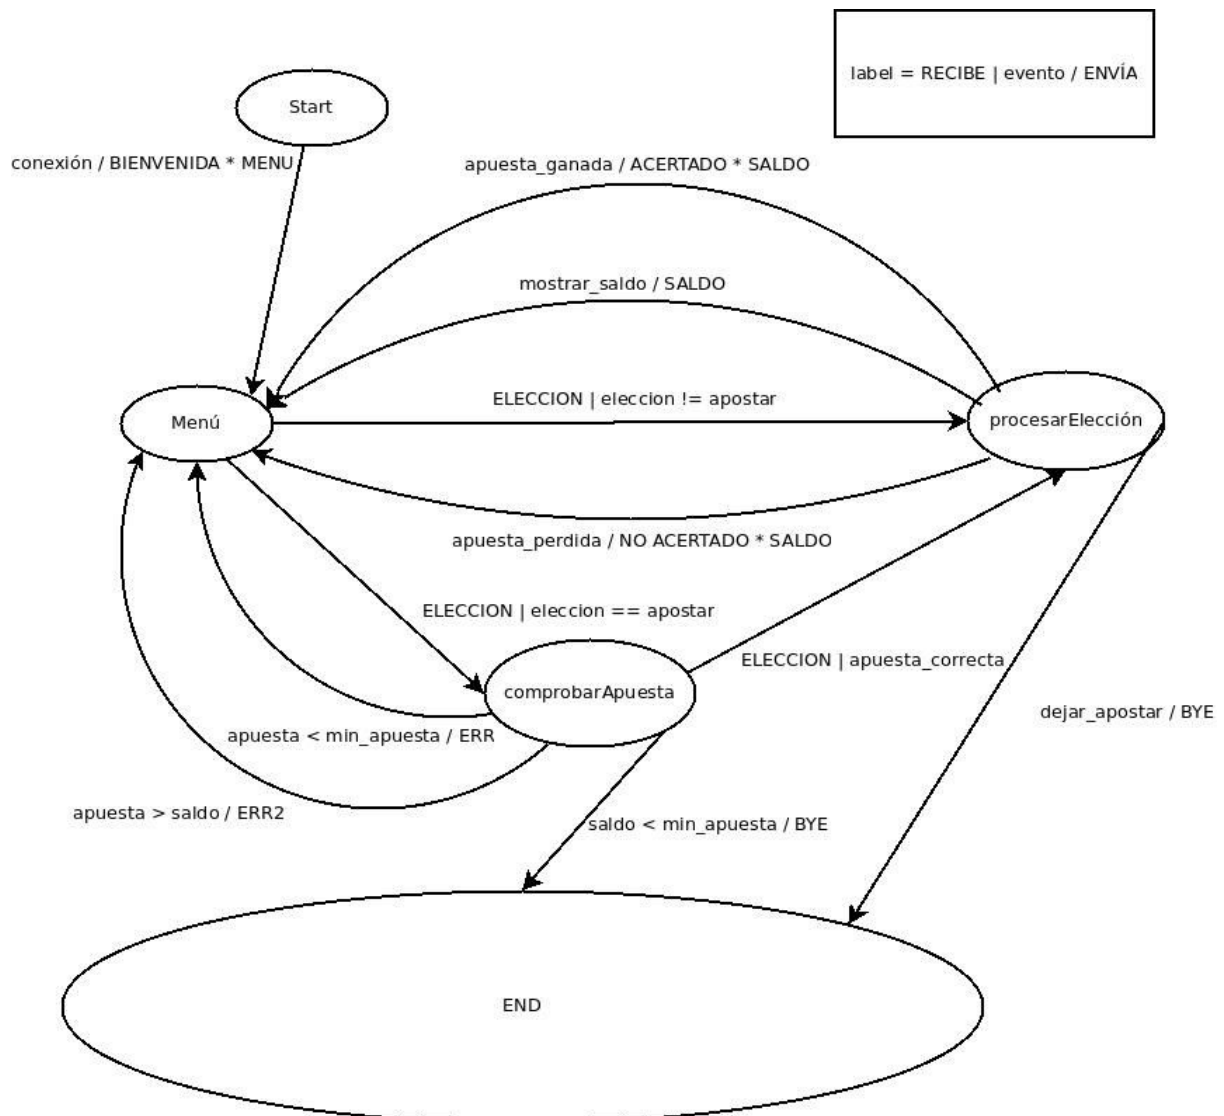 label = RECIBE | evento / ENVÍA
Start
conexión / BIENVENIDA * MENU
apuesta_ganada / ACERTADO * SALDO
mostrar_saldo / SALDO
ELECCION | eleccion != apostar
Menú
procesarElección
apuesta_perdida / NO ACERTADO * SALDO
ELECCION | eleccion == apostar
ELECCION | apuesta_correcta
comprobarApuesta
dejar_apostar / BYE
apuesta < min_apuesta / ERR
apuesta > saldo / ERR2
saldo < min_apuesta / BYE
END